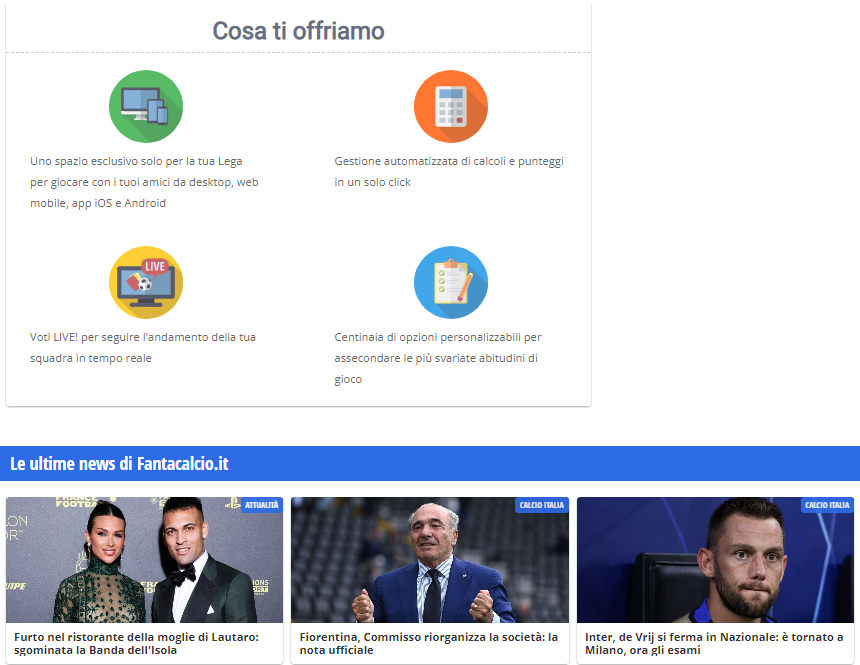 Cosa ti offriamo
Uno spazio esclusivo solo per la tua Lega
per giocare con i tuoi amici da desktop, web
mobile, app iOS e Android
Gestione automatizzata di calcoli e punteggi
in un solo click
LIVE
Voti LIVE! per seguire l'andamento della tua
squadra in tempo reale
Centinaia di opzioni personalizzabili per
assecondare le più svariate abitudini di
gioco
Le ultime news di Fantacalcio.it
ATTUALITÀ
Furto nel ristorante della moglie di Lautaro:
sgominata la Banda dell'Isola
CALCIO ITALIA
Fiorentina, Commisso riorganizza la società: la
nota ufficiale
CALCIO ITALIA
Inter, de Vrij si ferma in Nazionale: è tornato a
Milano, ora gli esami